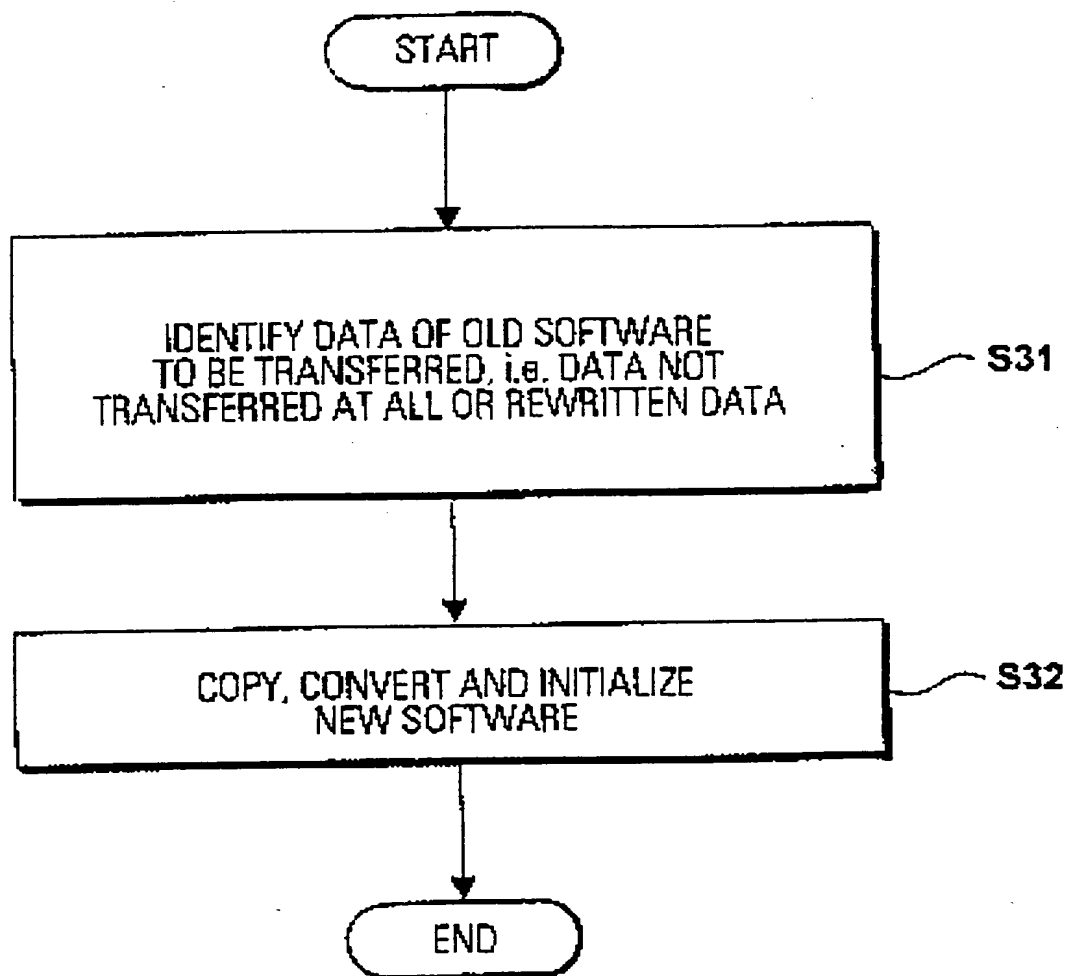 START
IDENTIFY DATA OF OLD SOFTWARE
TO BE TRANSFERRED, i.e. DATA NOT
TRANSFERRED AT ALL OR REWRITTEN DATA
S31
COPY, CONVERT AND INITIALIZE
NEW SOFTWARE
S32
END